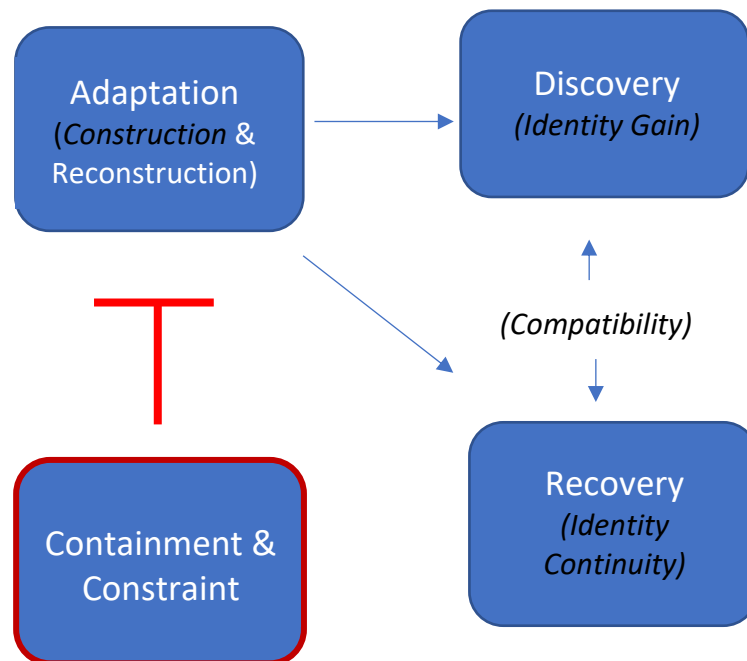 Adaptation
(Construction &
Reconstruction)
Discovery
(Identity Gain)
(Compatibility)
Recovery
(Identity
Continuity)
Containment &
Constraint